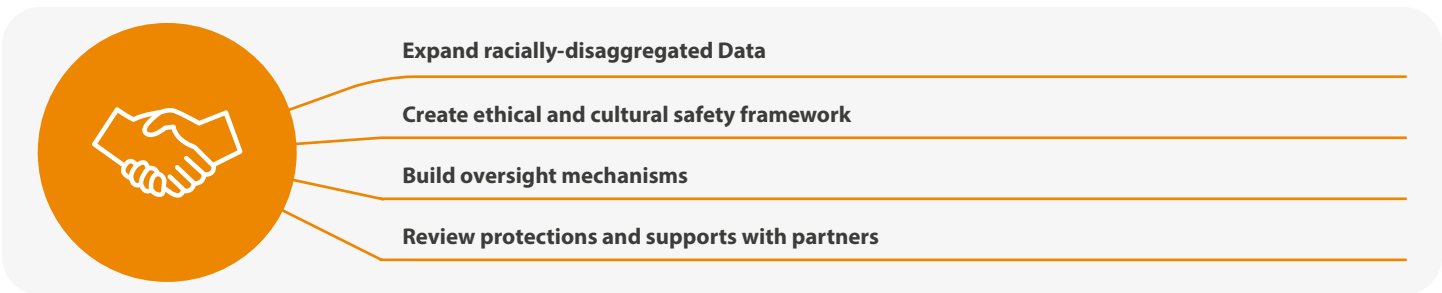 Expand racially-disaggregated Data
Create ethical and cultural safety framework
Build oversight mechanisms
Review protections and supports with partners